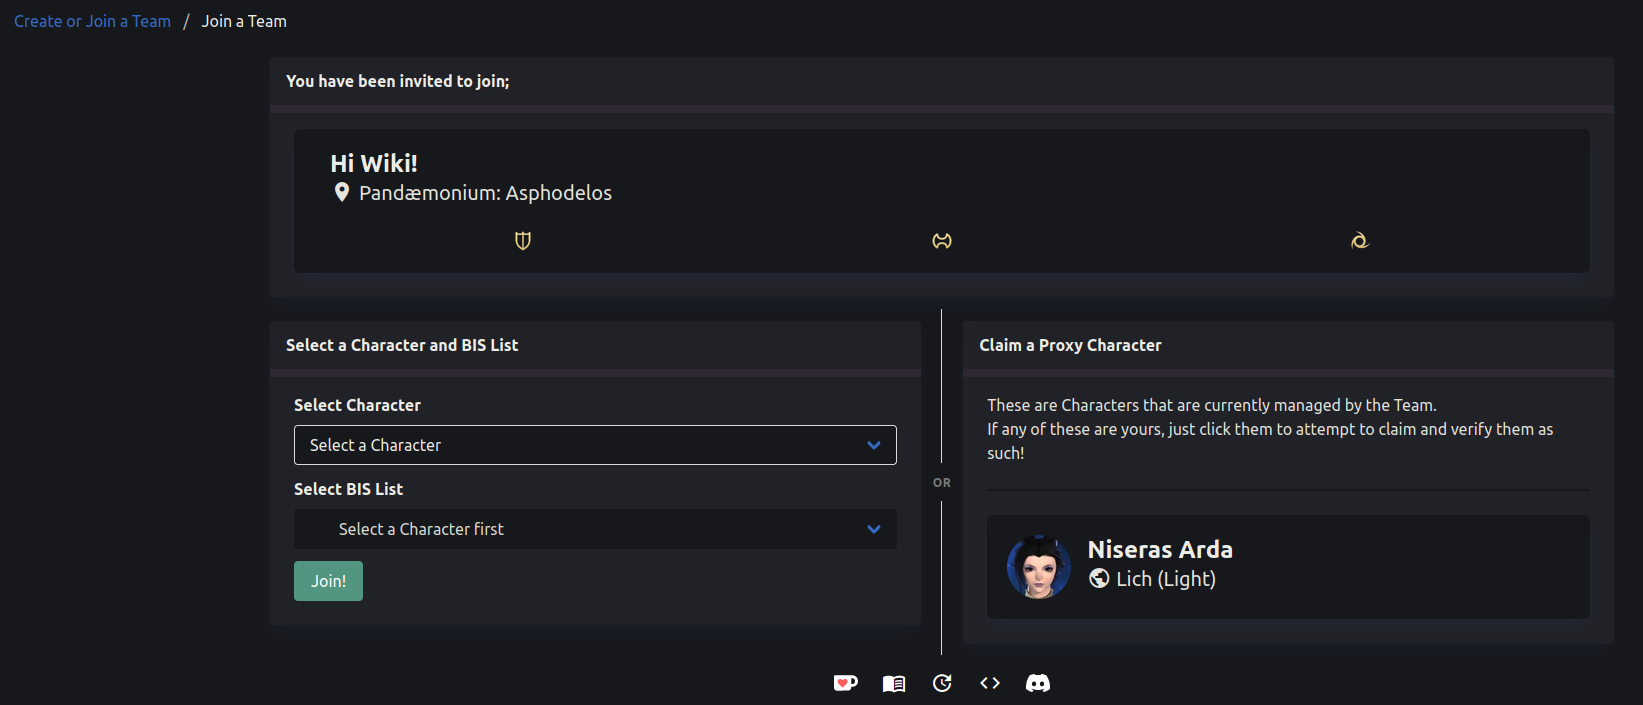 Create or Join a Team / Join a Team
You have been invited to join;
Hi Wiki!
Pandæmonium: Asphodelos
Select a Character and BIS List
Select Character
Select a Character
Select BIS List
Select a Character first
Join!
OR
Claim a Proxy Character
These are Characters that are currently managed by the Team.
If any of these are yours, just click them to attempt to claim and verify them as
such!
Niseras Arda
Lich (Light)